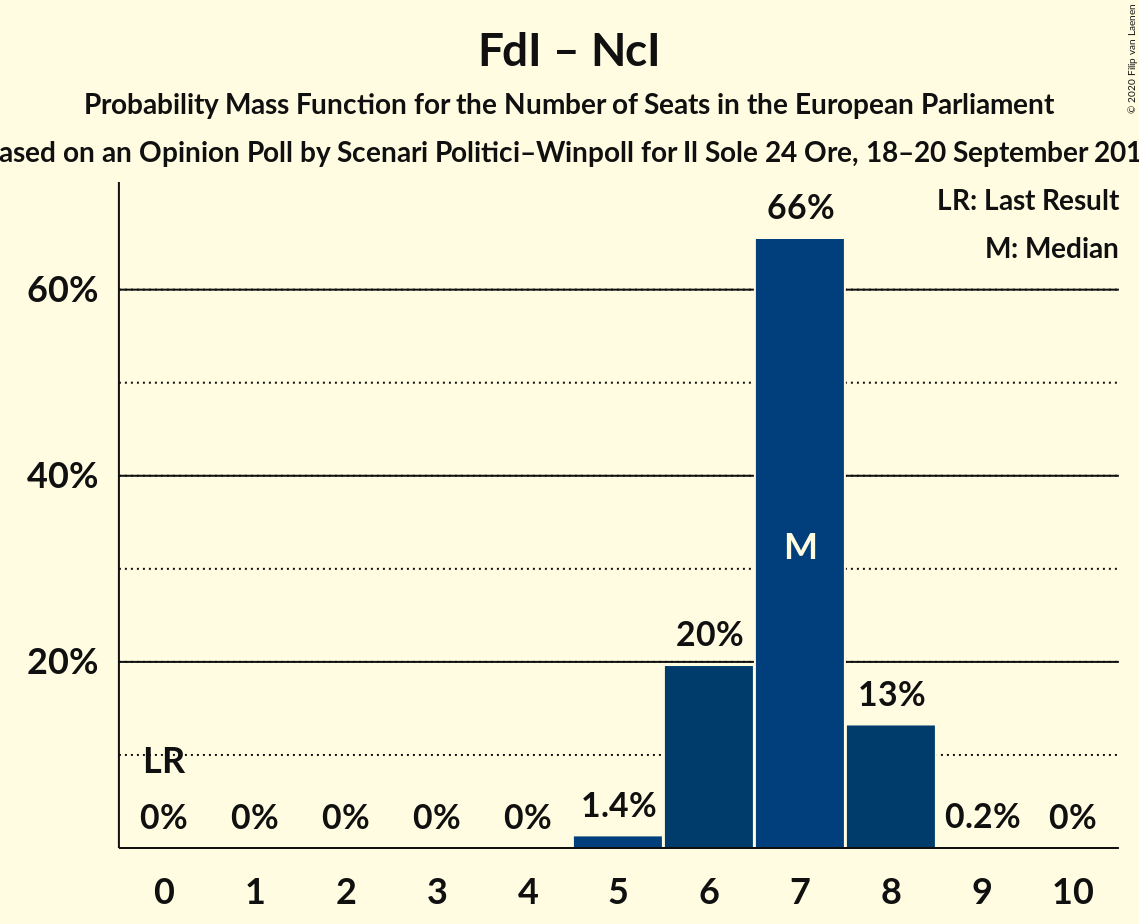 FdI – NcI
Probability Mass Function for the Number of Seats in the European Parliament
ased on an Opinion Poll by Scenari Politici–Winpoll for Il Sole 24 Ore, 18–20 September 201
© 2020 Filip van Laenen
LR: Last Result
M: Median
66%
60%
40%
M
20%
20%
13%
LR
0% 0% 0% 0% 0% 1.4% 0.2% 0%
0 1 2 3 4 5 6 7 8 9 10